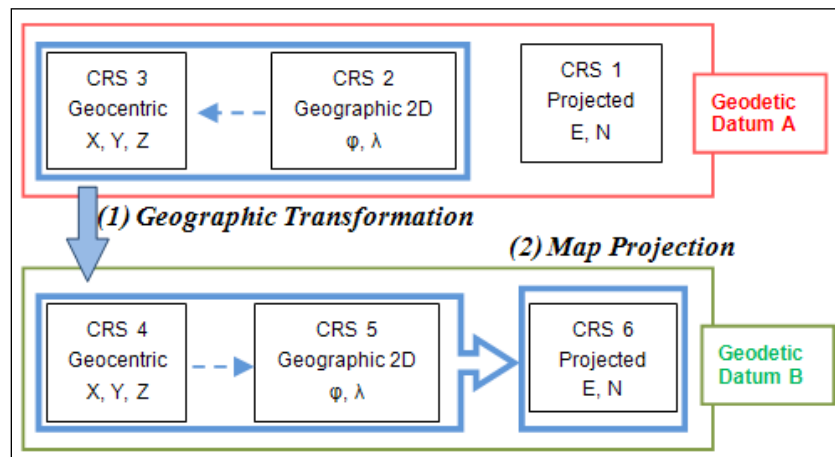 CRS 3
Geocentric
X, Y, Z
CRS 2
Geographic 2D
φ, λ
CRS 1
Projected
E, N
Geodetic
Datum A
(1) Geographic Transformation
(2) Map Projection
CRS 4
Geocentric
X, Y, Z
CRS 5
Geographic 2D
φ, λ
CRS 6
Projected
E, N
Geodetic
Datum B